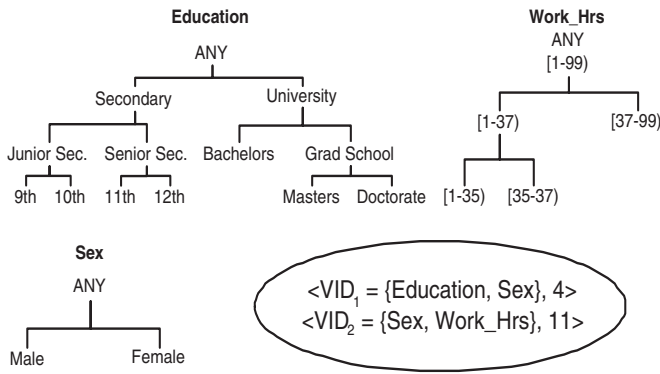 Education
ANY
Secondary University
Junior Sec. Senior Sec. Bachelors Grad School
9th 10th 11th 12th Masters Doctorate
Work_Hrs
ANY
[1-99)
[1-37) [37-99)
[1-35) [35-37)
Sex
ANY
Male Female
<VID₁ = {Education, Sex}, 4>
<VID₂ = {Sex, Work_Hrs}, 11>